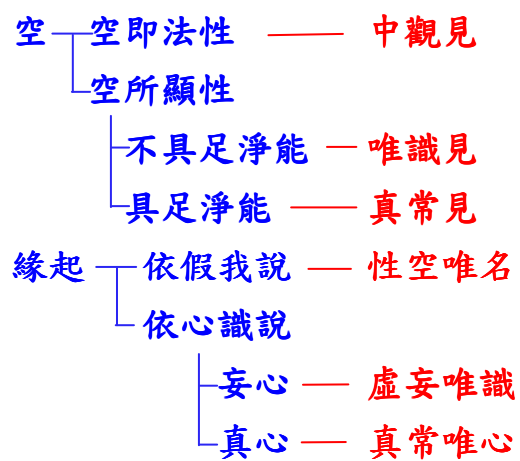 空 空即法性 中觀見
空所顯性
不具足淨能 唯識見
具足淨能 真常見
緣起 依假我說 性空唯名
依心識說
妄心 虛妄唯識
真心 真常唯心